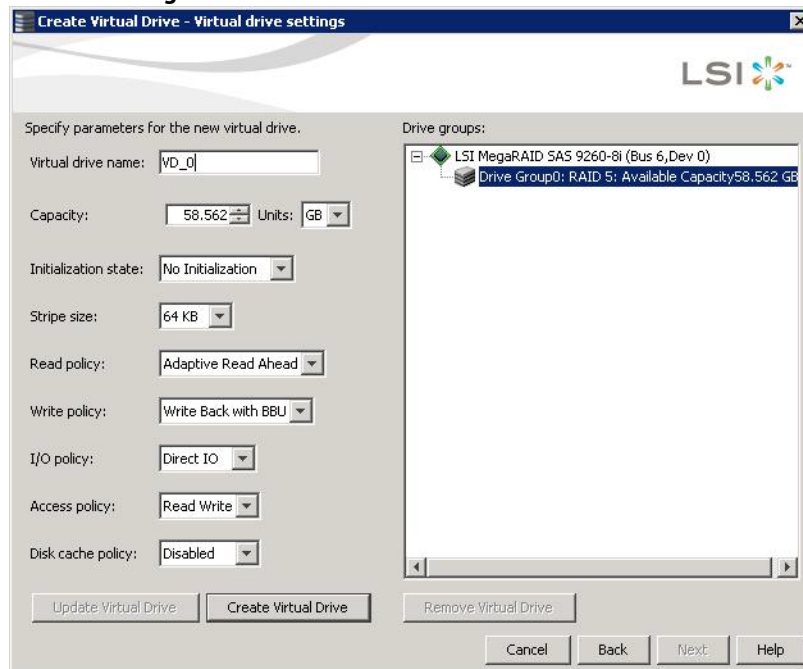 Create Virtual Drive - Virtual drive settings
LSI
Specify parameters for the new virtual drive.
Virtual drive name: VD_0
Capacity: 58.562 Units: GB
Initialization state: No Initialization
Stripe size: 64 KB
Read policy: Adaptive Read Ahead
Write policy: Write Back with BBU
I/O policy: Direct IO
Access policy: Read Write
Disk cache policy: Disabled
Update Virtual Drive Create Virtual Drive
Drive groups:
LSI MegaRAID SAS 9260-8i (Bus 6,Dev 0)
Drive Group0: RAID 5: Available Capacity58.562 GB
Remove Virtual Drive
Cancel Back Next Help